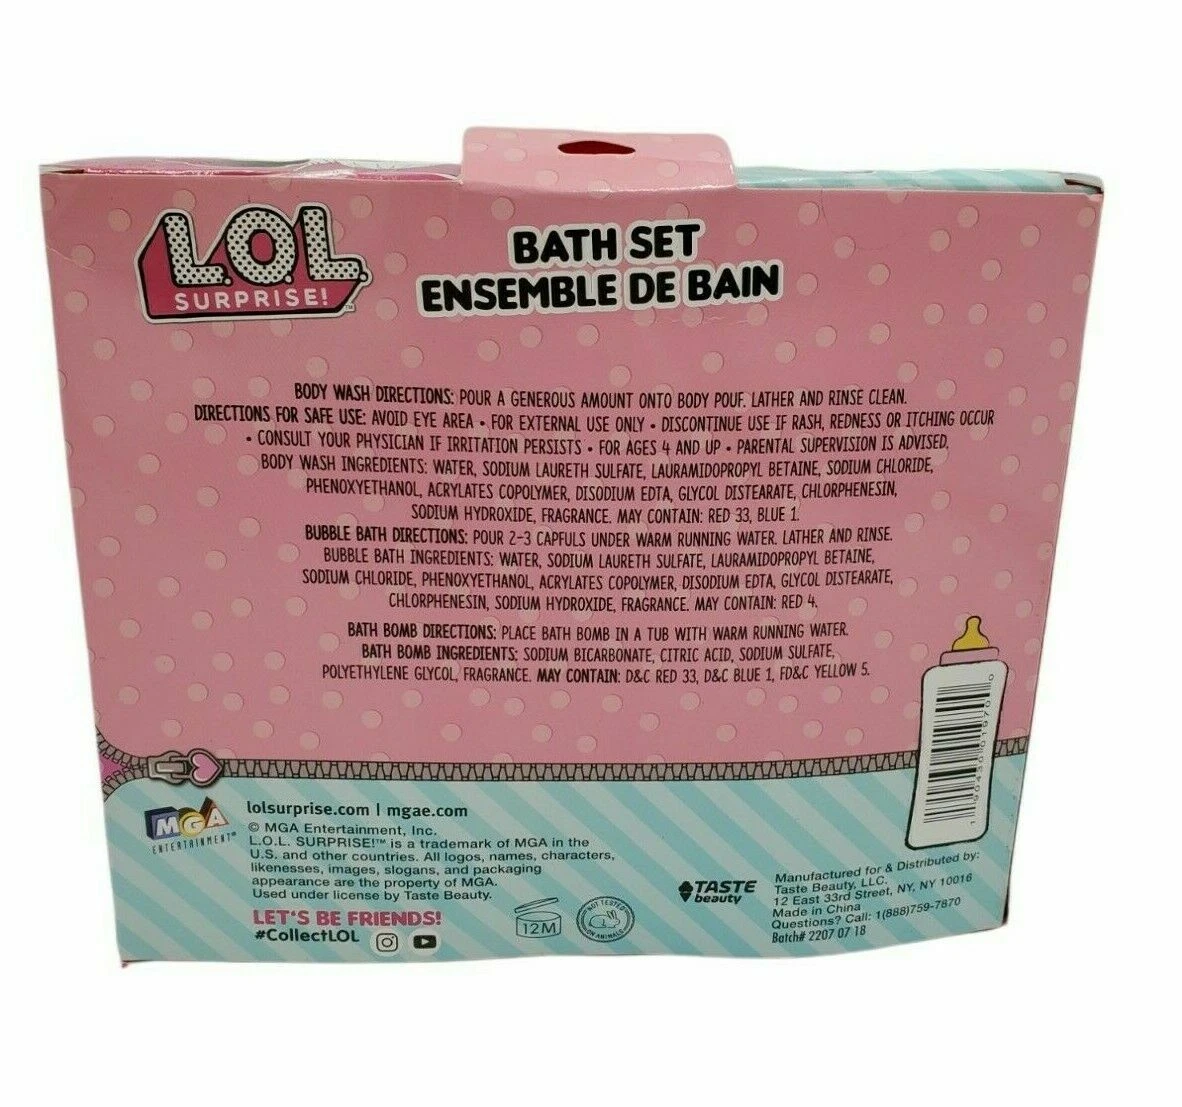 L.O.L.
SURPRISE!™
BATH SET
ENSEMBLE DE BAIN
BODY WASH DIRECTIONS: POUR A GENEROUS AMOUNT ONTO BODY POUF. LATHER AND RINSE CLEAN.
DIRECTIONS FOR SAFE USE: AVOID EYE AREA • FOR EXTERNAL USE ONLY • DISCONTINUE USE IF RASH, REDNESS OR ITCHING OCCUR
• CONSULT YOUR PHYSICIAN IF IRRITATION PERSISTS • FOR AGES 4 AND UP • PARENTAL SUPERVISION IS ADVISED.
BODY WASH INGREDIENTS: WATER, SODIUM LAURETH SULFATE, LAURAMIDOPROPYL BETAINE, SODIUM CHLORIDE,
PHENOXYETHANOL, ACRYLATES COPOLYMER, DISODIUM EDTA, GLYCOL DISTEARATE, CHLORPHENESIN,
SODIUM HYDROXIDE, FRAGRANCE. MAY CONTAIN: RED 33, BLUE 1.
BUBBLE BATH DIRECTIONS: POUR 2-3 CAPFULS UNDER WARM RUNNING WATER. LATHER AND RINSE.
BUBBLE BATH INGREDIENTS: WATER, SODIUM LAURETH SULFATE, LAURAMIDOPROPYL BETAINE,
SODIUM CHLORIDE, PHENOXYETHANOL, ACRYLATES COPOLYMER, DISODIUM EDTA, GLYCOL DISTEARATE,
CHLORPHENESIN, SODIUM HYDROXIDE, FRAGRANCE. MAY CONTAIN: RED 4.
BATH BOMB DIRECTIONS: PLACE BATH BOMB IN A TUB WITH WARM RUNNING WATER.
BATH BOMB INGREDIENTS: SODIUM BICARBONATE, CITRIC ACID, SODIUM SULFATE,
POLYETHYLENE GLYCOL, FRAGRANCE. MAY CONTAIN: D&C RED 33, D&C BLUE 1, FD&C YELLOW 5.
1 90430 01970 0
MGA
ENTERTAINMENT®
lolsurprise.com | mgae.com
© MGA Entertainment, Inc.
L.O.L. SURPRISE!™ is a trademark of MGA in the
U.S. and other countries. All logos, names, characters,
likenesses, images, slogans, and packaging
appearance are the property of MGA.
Used under license by Taste Beauty.
LET'S BE FRIENDS!
#CollectLOL
12M
NOT TESTED
ON ANIMALS
TASTE
beauty
Manufactured for & Distributed by:
Taste Beauty, LLC.
12 East 33rd Street, NY, NY 10016
Made in China
Questions? Call: 1(888)759-7870
Batch# 2207 07 18